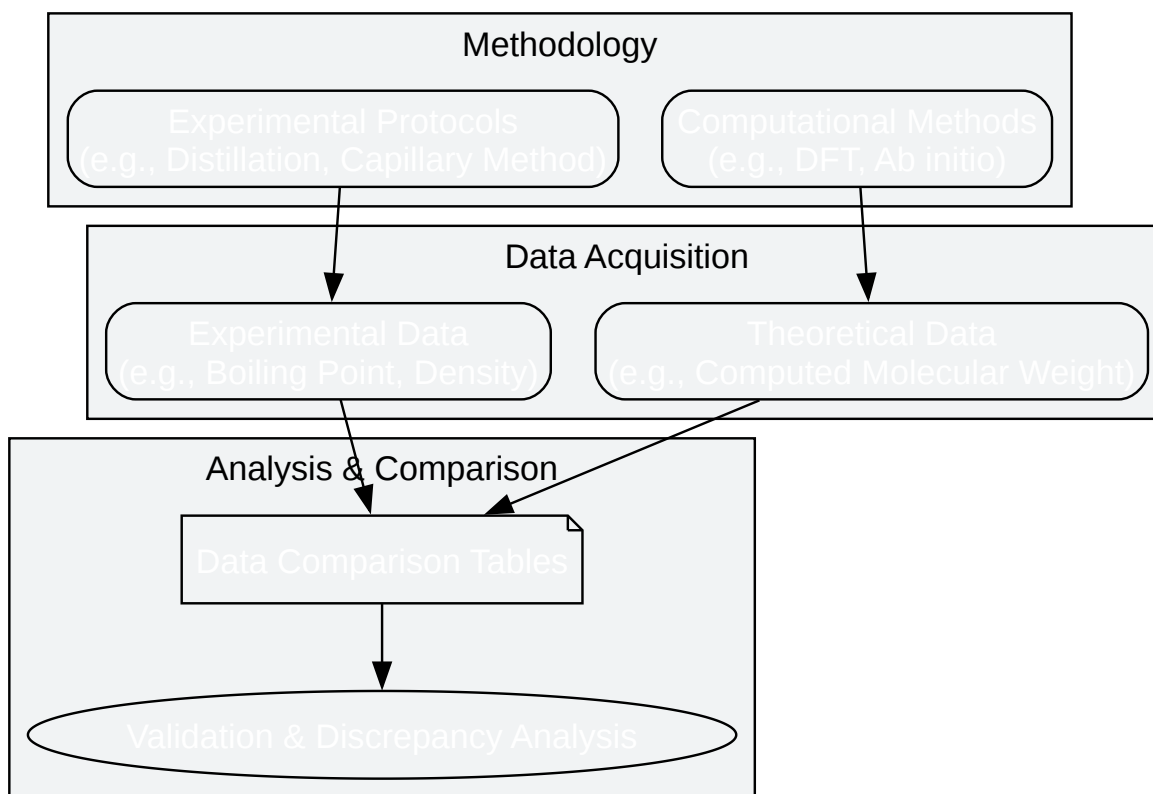 Methodology
Experimental Protocols
(e.g., Distillation, Capillary Method)
Computational Methods
(e.g., DFT, Ab initio)
Data Acquisition
Experimental Data
(e.g., Boiling Point, Density)
Theoretical Data
(e.g., Computed Molecular Weight)
Analysis & Comparison
Data Comparison Tables
Validation & Discrepancy Analysis